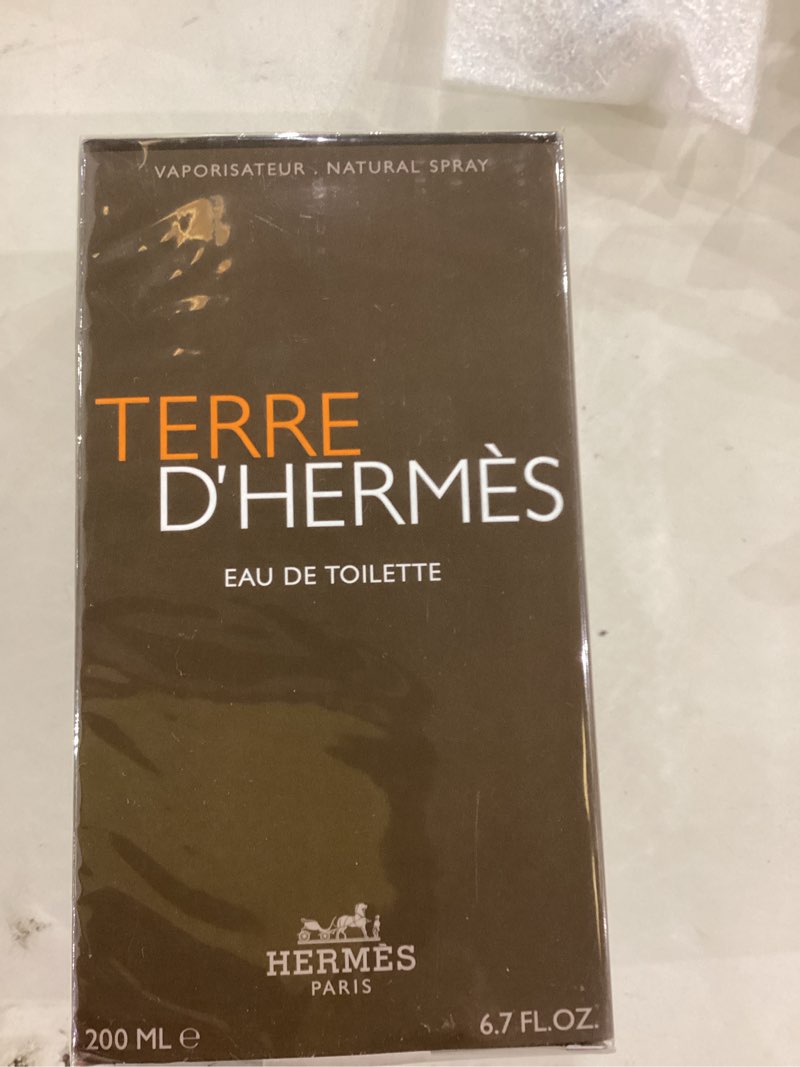 VAPORISATEUR . NATURAL SPRAY
TERRE
D'HERMÈS
EAU DE TOILETTE
HERMÈS
PARIS
200 ML ℮
6.7 FL.OZ.